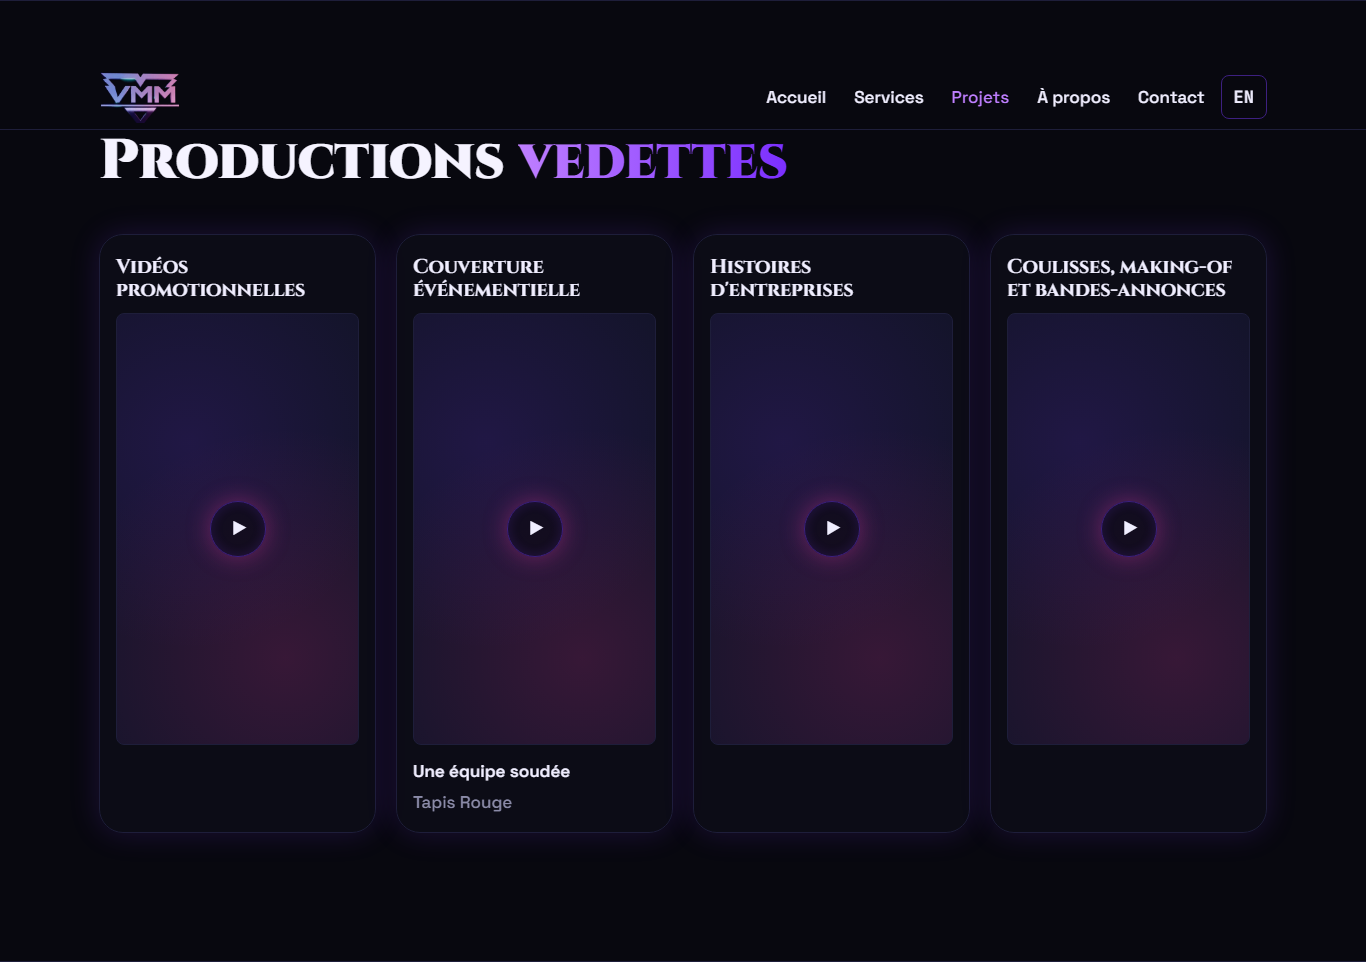 VMM
Accueil Services Projets À propos Contact EN
Productions vedettes
Vidéos
promotionnelles
Couverture
événementielle
Histoires
d'entreprises
Coulisses, making-of
et bandes-annonces
Une équipe soudée
Tapis Rouge